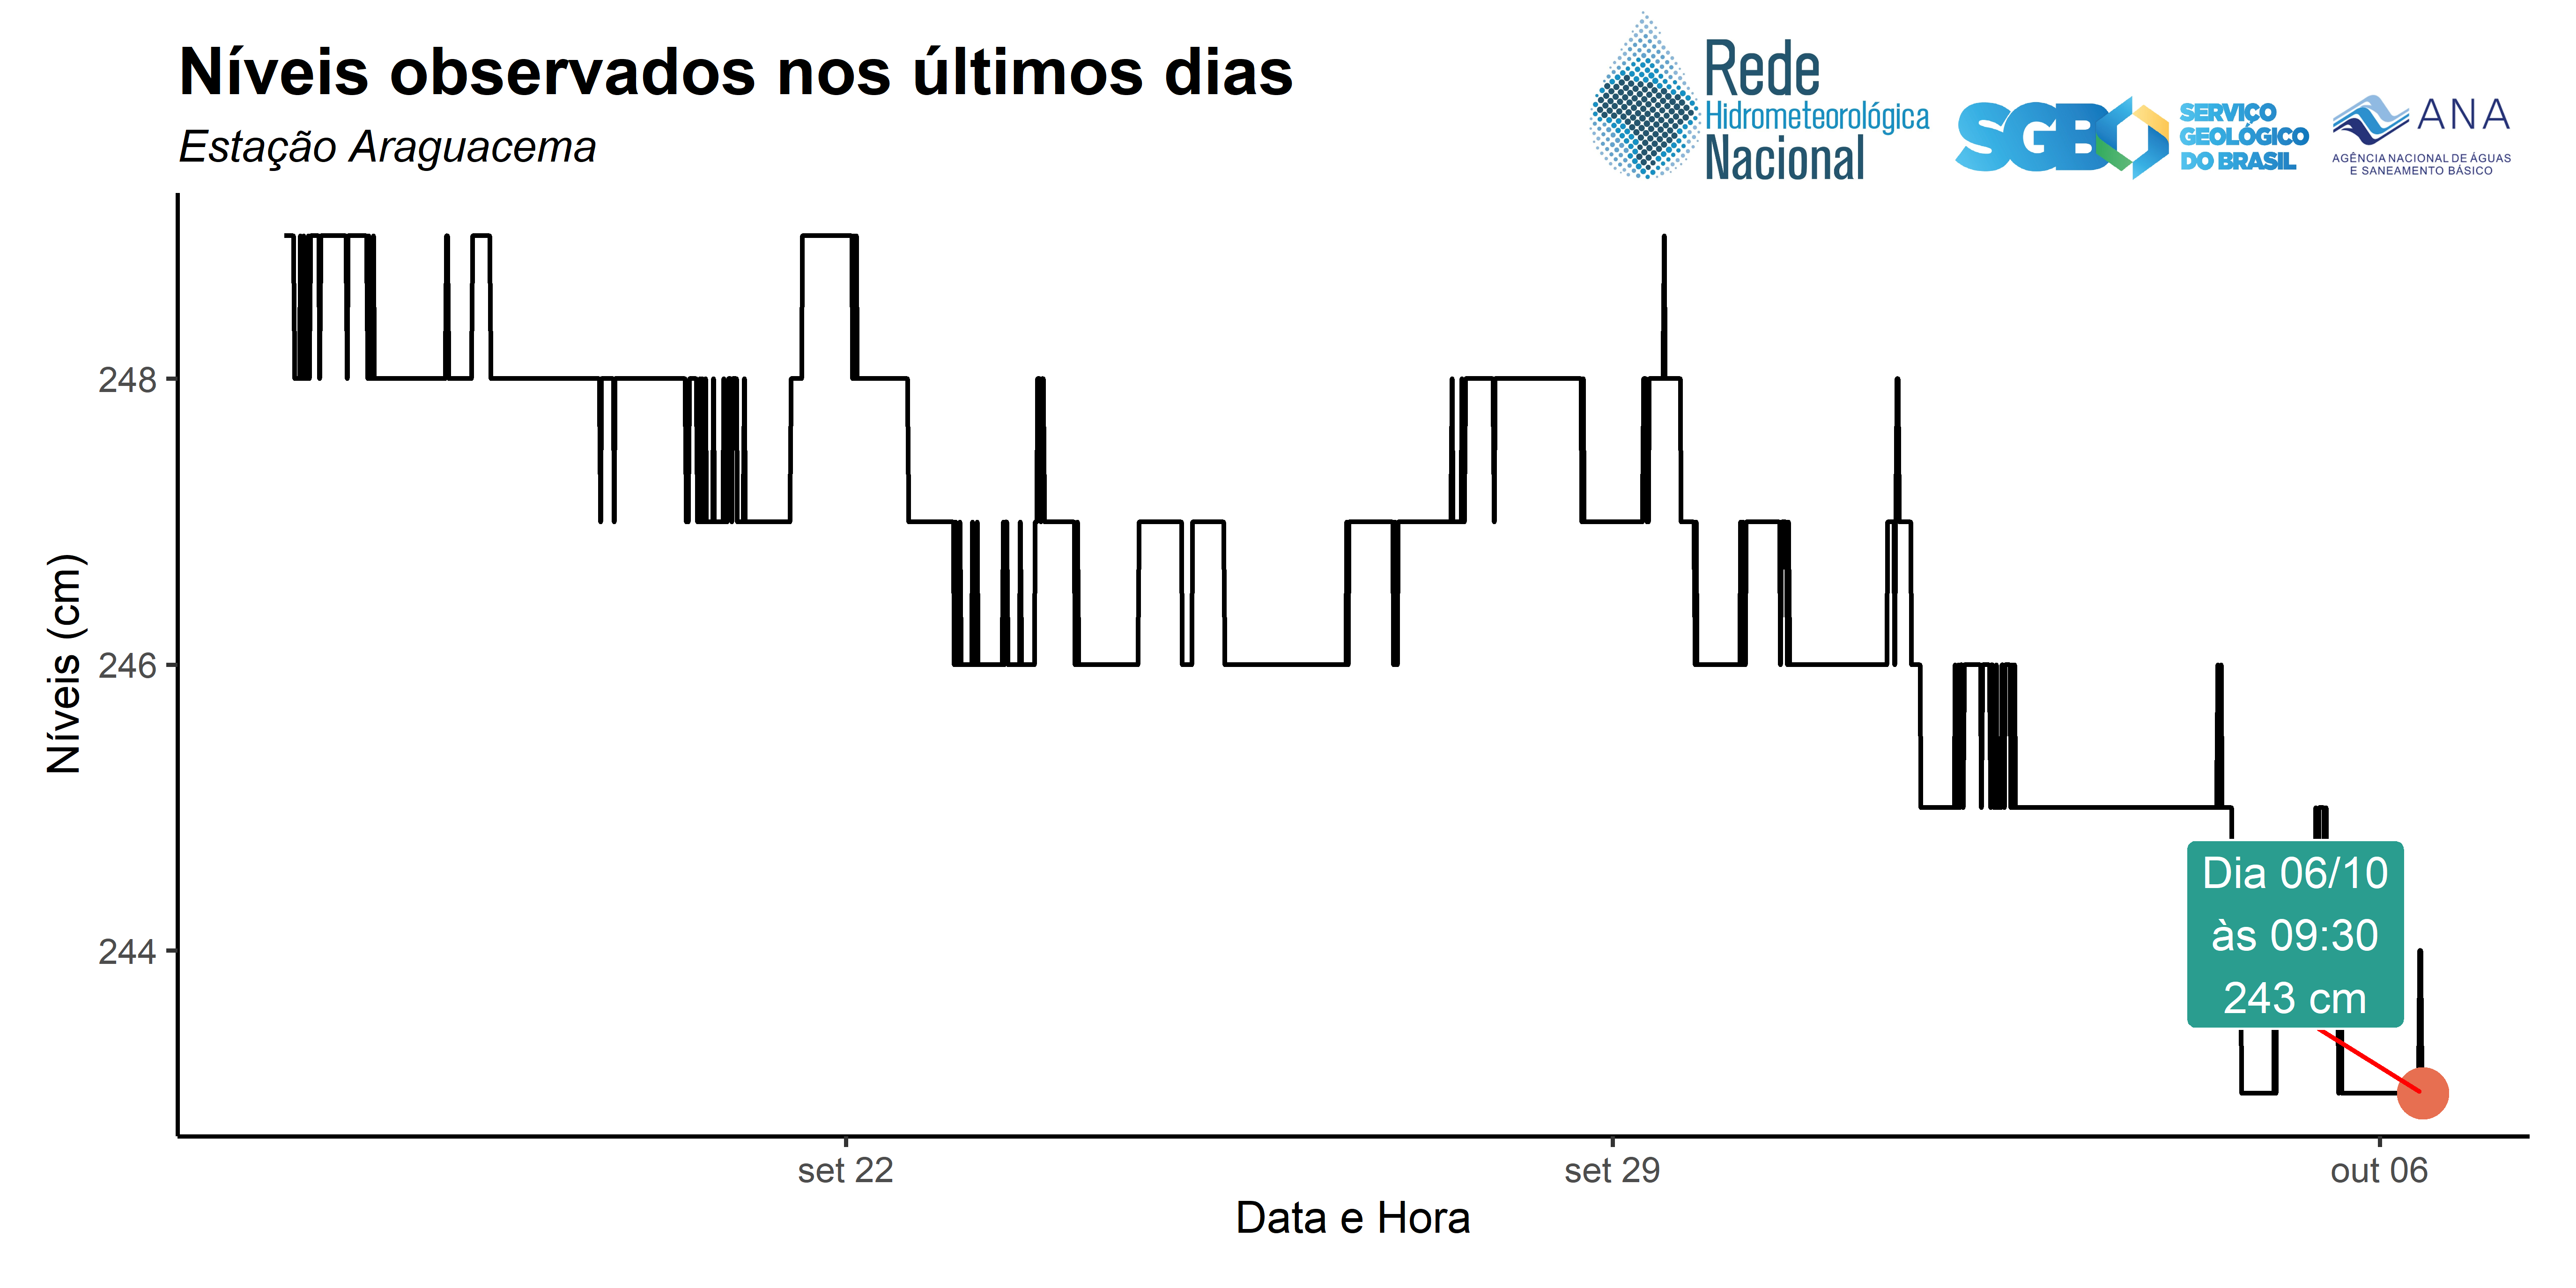 Níveis observados nos últimos dias
Estação Araguacema
Rede
Hidrometeorológica
Nacional
SGB
SERVIÇO
GEOLÓGICO
DO BRASIL
ANA
AGÊNCIA NACIONAL DE ÁGUAS
E SANEAMENTO BÁSICO
Níveis (cm)
248
246
244
Dia 06/10
às 09:30
243 cm
set 22
set 29
out 06
Data e Hora